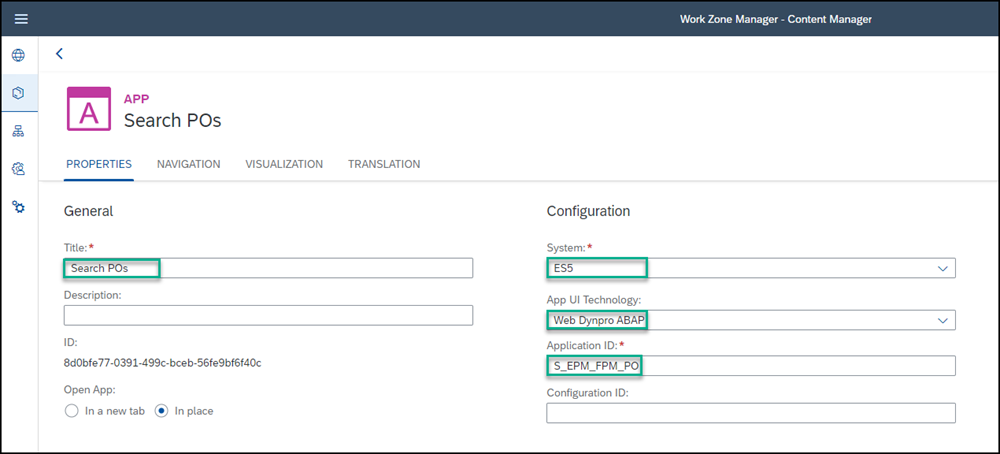 Work Zone Manager - Content Manager
A
APP
Search POs
PROPERTIES NAVIGATION VISUALIZATION TRANSLATION
General
Title:*
Search POs
Description:
ID:
8d0bfe77-0391-499c-bceb-56fe9bf6f40c
Open App:
In a new tab In place
Configuration
System:*
ES5
App UI Technology:
Web Dynpro ABAP
Application ID:*
S_EPM_FPM_PO
Configuration ID: